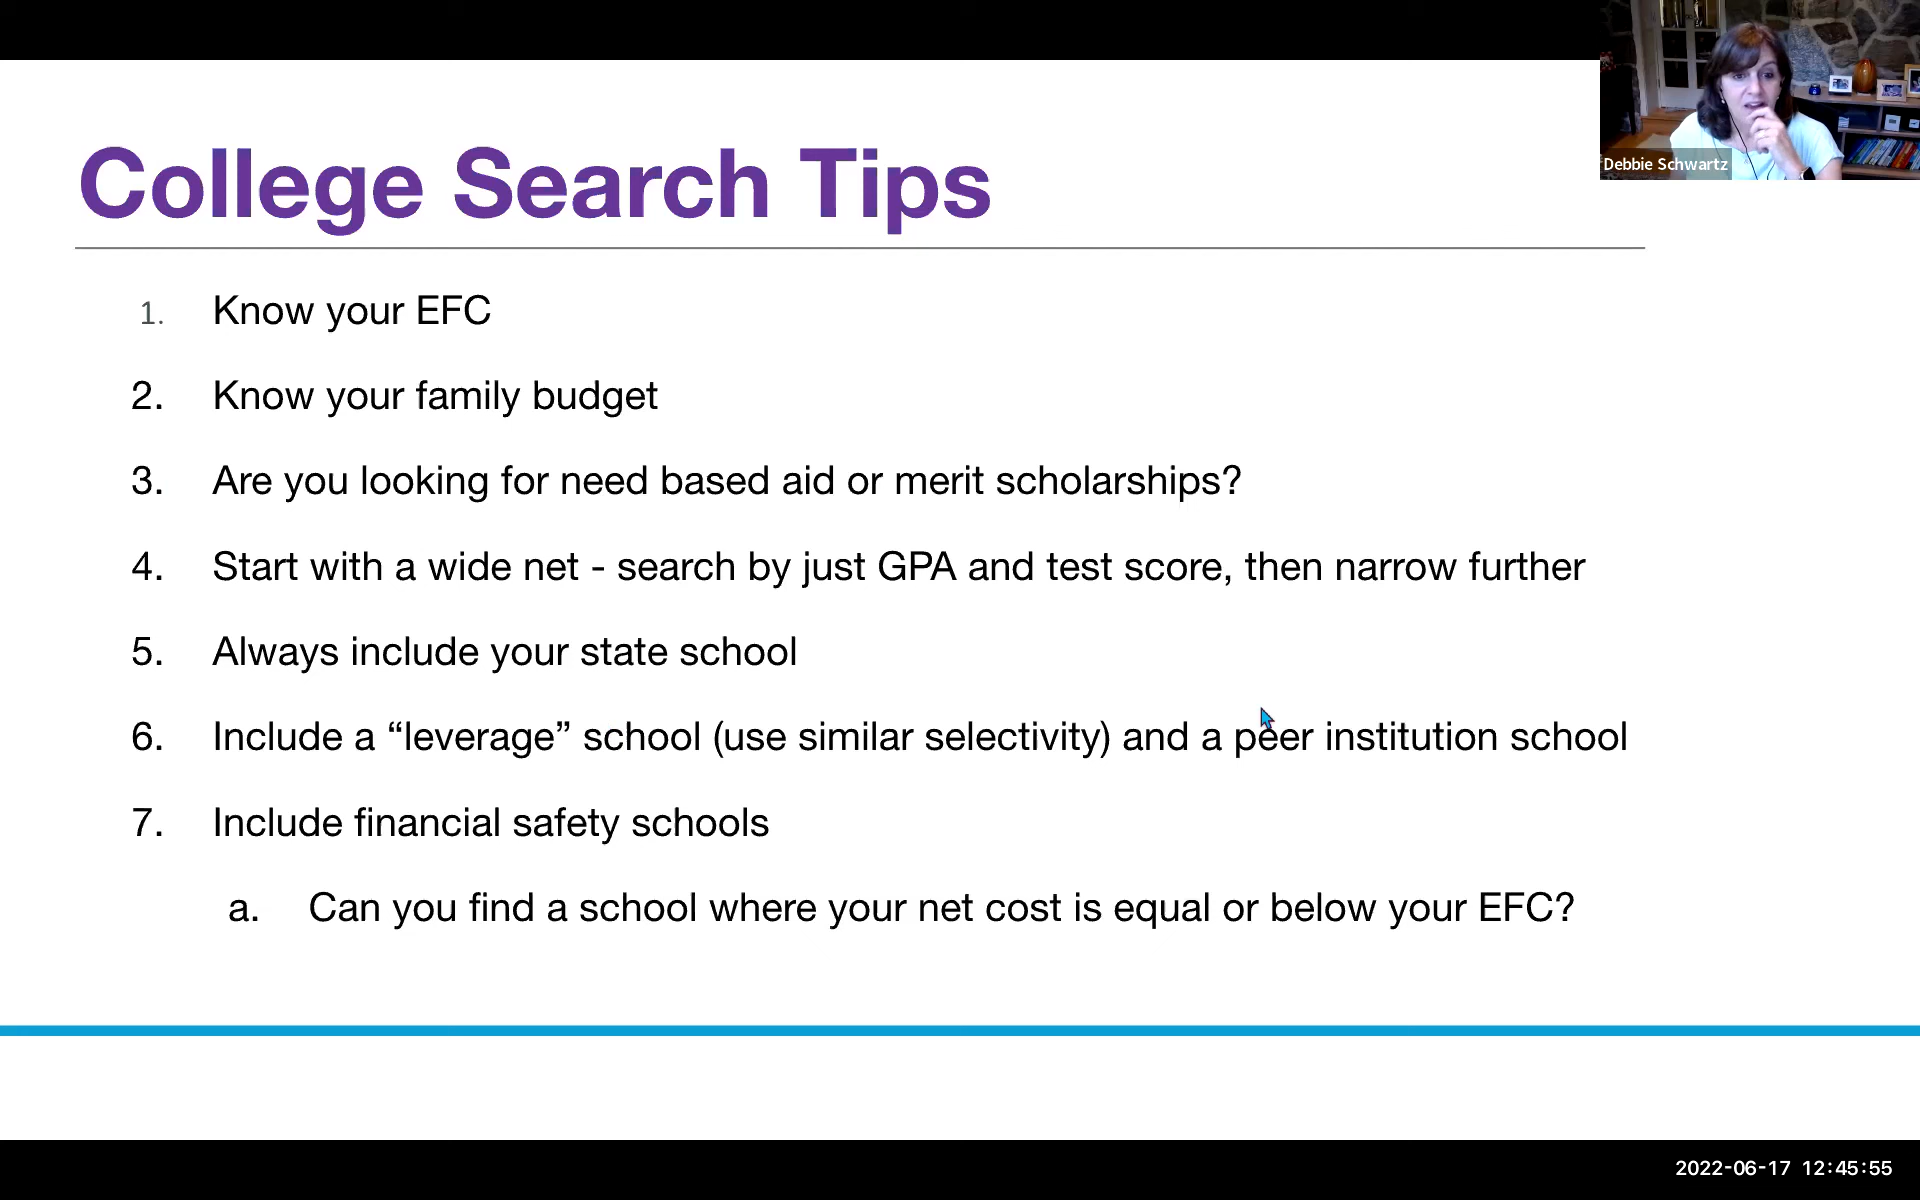 Debbie Schwartz
College Search Tips
1. Know your EFC
2. Know your family budget
3. Are you looking for need based aid or merit scholarships?
4. Start with a wide net - search by just GPA and test score, then narrow further
5. Always include your state school
6. Include a “leverage” school (use similar selectivity) and a peer institution school
7. Include financial safety schools
a. Can you find a school where your net cost is equal or below your EFC?
2022-06-17 12:45:55